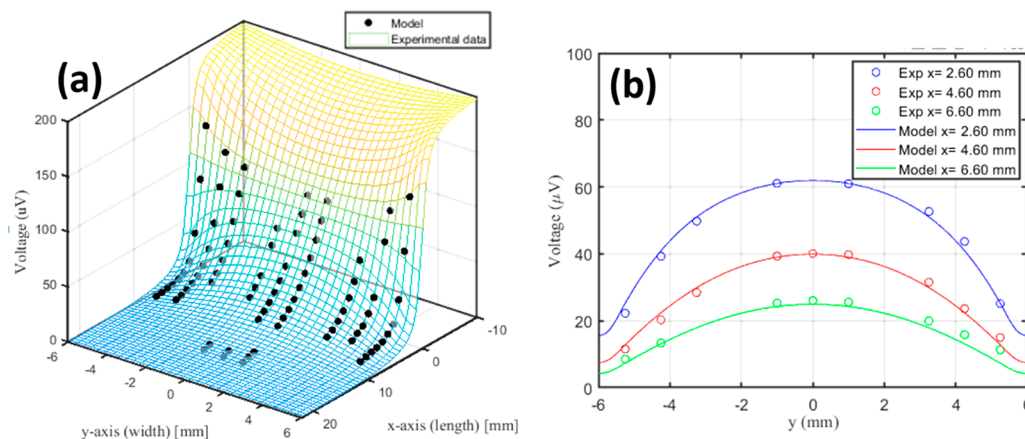 (a)
Model
Experimental data
200
150
100
50
0
Voltage (uV)
-6
-4
-2
0
2
4
6
y-axis (width) [mm]
20
10
0
-10
x-axis (length) [mm]
(b)
Exp x= 2.60 mm
Exp x= 4.60 mm
Exp x= 6.60 mm
Model x= 2.60 mm
Model x= 4.60 mm
Model x= 6.60 mm
100
80
60
40
20
0
Voltage (μV)
-6
-4
-2
0
2
4
6
y (mm)